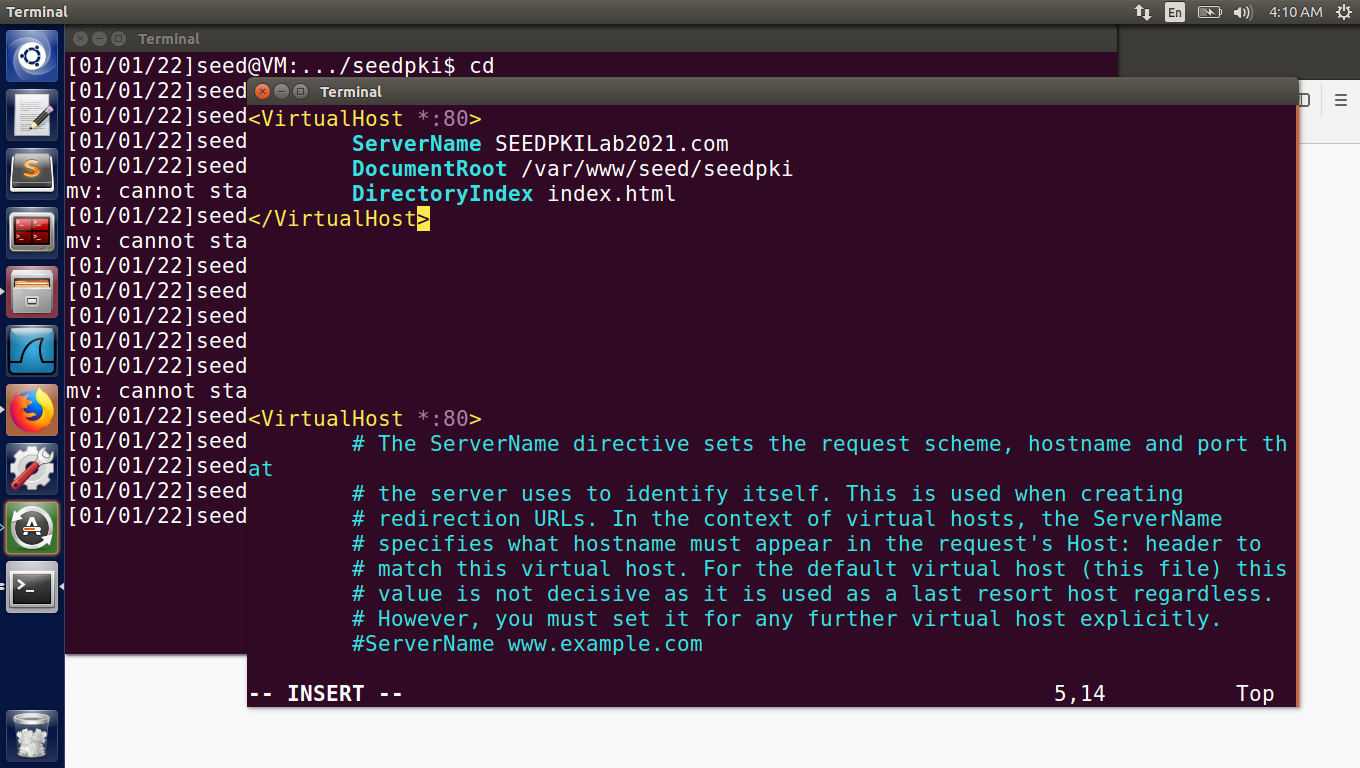 Terminal
En
4:10 AM
Terminal
[01/01/22]seed@VM:.../seedpki$ cd
[01/01/22]seed
[01/01/22]seed
[01/01/22]seed
[01/01/22]seed
mv: cannot sta
[01/01/22]seed
mv: cannot sta
[01/01/22]seed
[01/01/22]seed
[01/01/22]seed
[01/01/22]seed
[01/01/22]seed
mv: cannot sta
[01/01/22]seed
[01/01/22]seed
[01/01/22]seed
[01/01/22]seed
[01/01/22]seed
Terminal
<VirtualHost *:80>
ServerName SEEDPKILab2021.com
DocumentRoot /var/www/seed/seedpki
DirectoryIndex index.html
</VirtualHost>
<VirtualHost *:80>
# The ServerName directive sets the request scheme, hostname and port th
at
# the server uses to identify itself. This is used when creating
# redirection URLs. In the context of virtual hosts, the ServerName
# specifies what hostname must appear in the request's Host: header to
# match this virtual host. For the default virtual host (this file) this
# value is not decisive as it is used as a last resort host regardless.
# However, you must set it for any further virtual host explicitly.
#ServerName www.example.com
-- INSERT --
5,14
Top